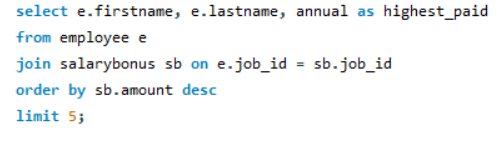 select e.firstname, e.lastname, annual as highest_paid
from employee e
join salarybonus sb on e.job_id = sb.job_id
order by sb.amount desc
limit 5;